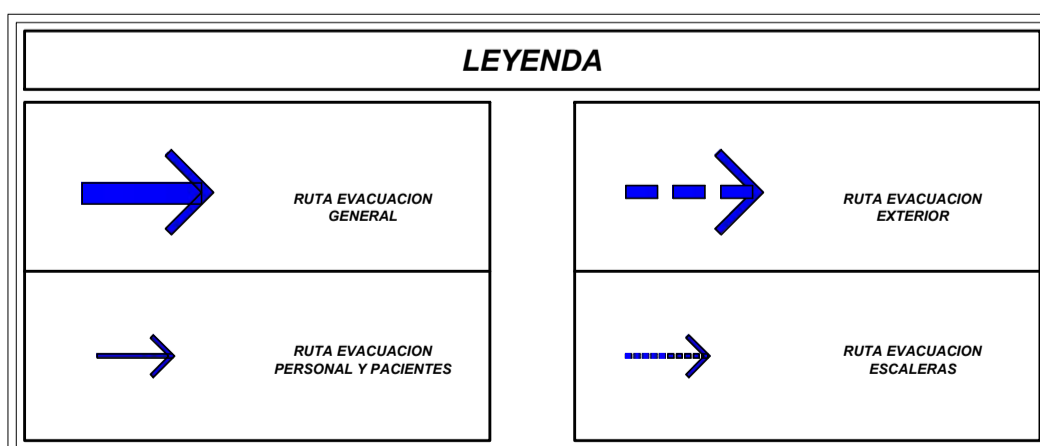 LEYENDA
RUTA EVACUACION
GENERAL
RUTA EVACUACION
EXTERIOR
RUTA EVACUACION
PERSONAL Y PACIENTES
RUTA EVACUACION
ESCALERAS